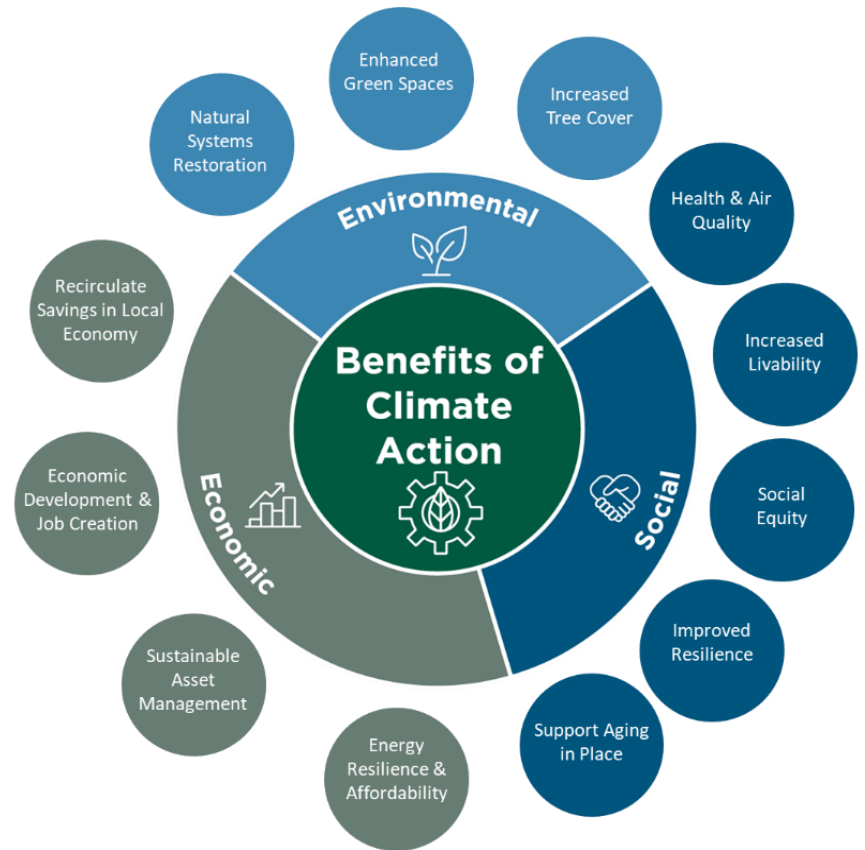 Enhanced
Green Spaces
Increased
Tree Cover
Natural
Systems
Restoration
Health & Air
Quality
Environmental
Recirculate
Savings in Local
Economy
Increased
Livability
Benefits of
Climate
Action
Economic
Development &
Job Creation
Economic
Social
Social
Equity
Improved
Resilience
Sustainable
Asset
Management
Support Aging
in Place
Energy
Resilience &
Affordability